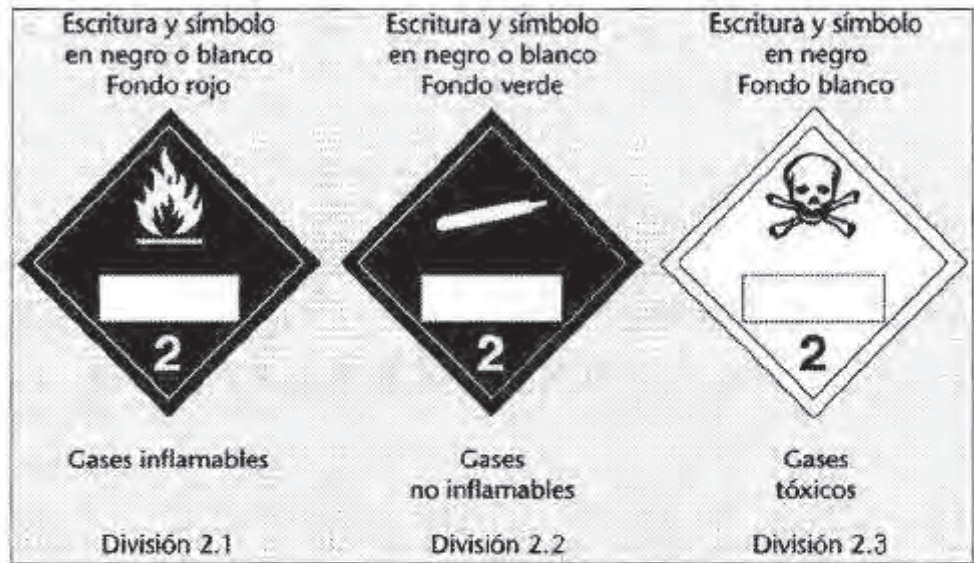 Escritura y símbolo
en negro o blanco
Fondo rojo
Escritura y símbolo
en negro o blanco
Fondo verde
Escritura y símbolo
en negro
Fondo blanco
2
2
2
Gases inflamables
Gases
no inflamables
Gases
tóxicos
División 2.1
División 2.2
División 2.3